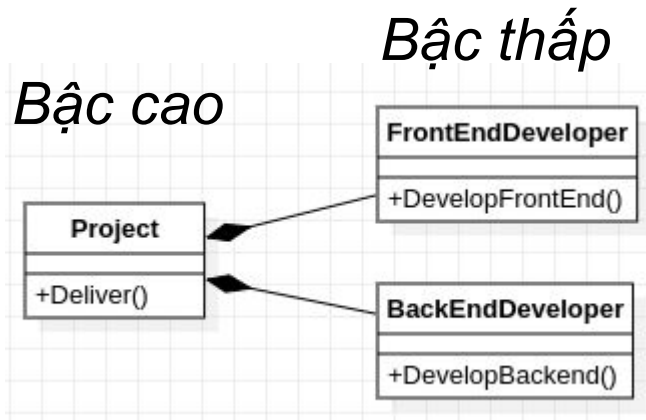 Bậc cao
Bậc thấp
Project
+Deliver()
FrontEndDeveloper
+DevelopFrontEnd()
BackEndDeveloper
+DevelopBackend()